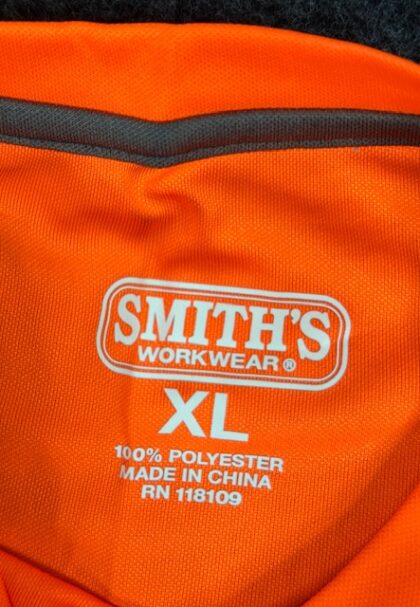 SMITH'S
WORKWEAR®
XL
100% POLYESTER
MADE IN CHINA
RN 118109